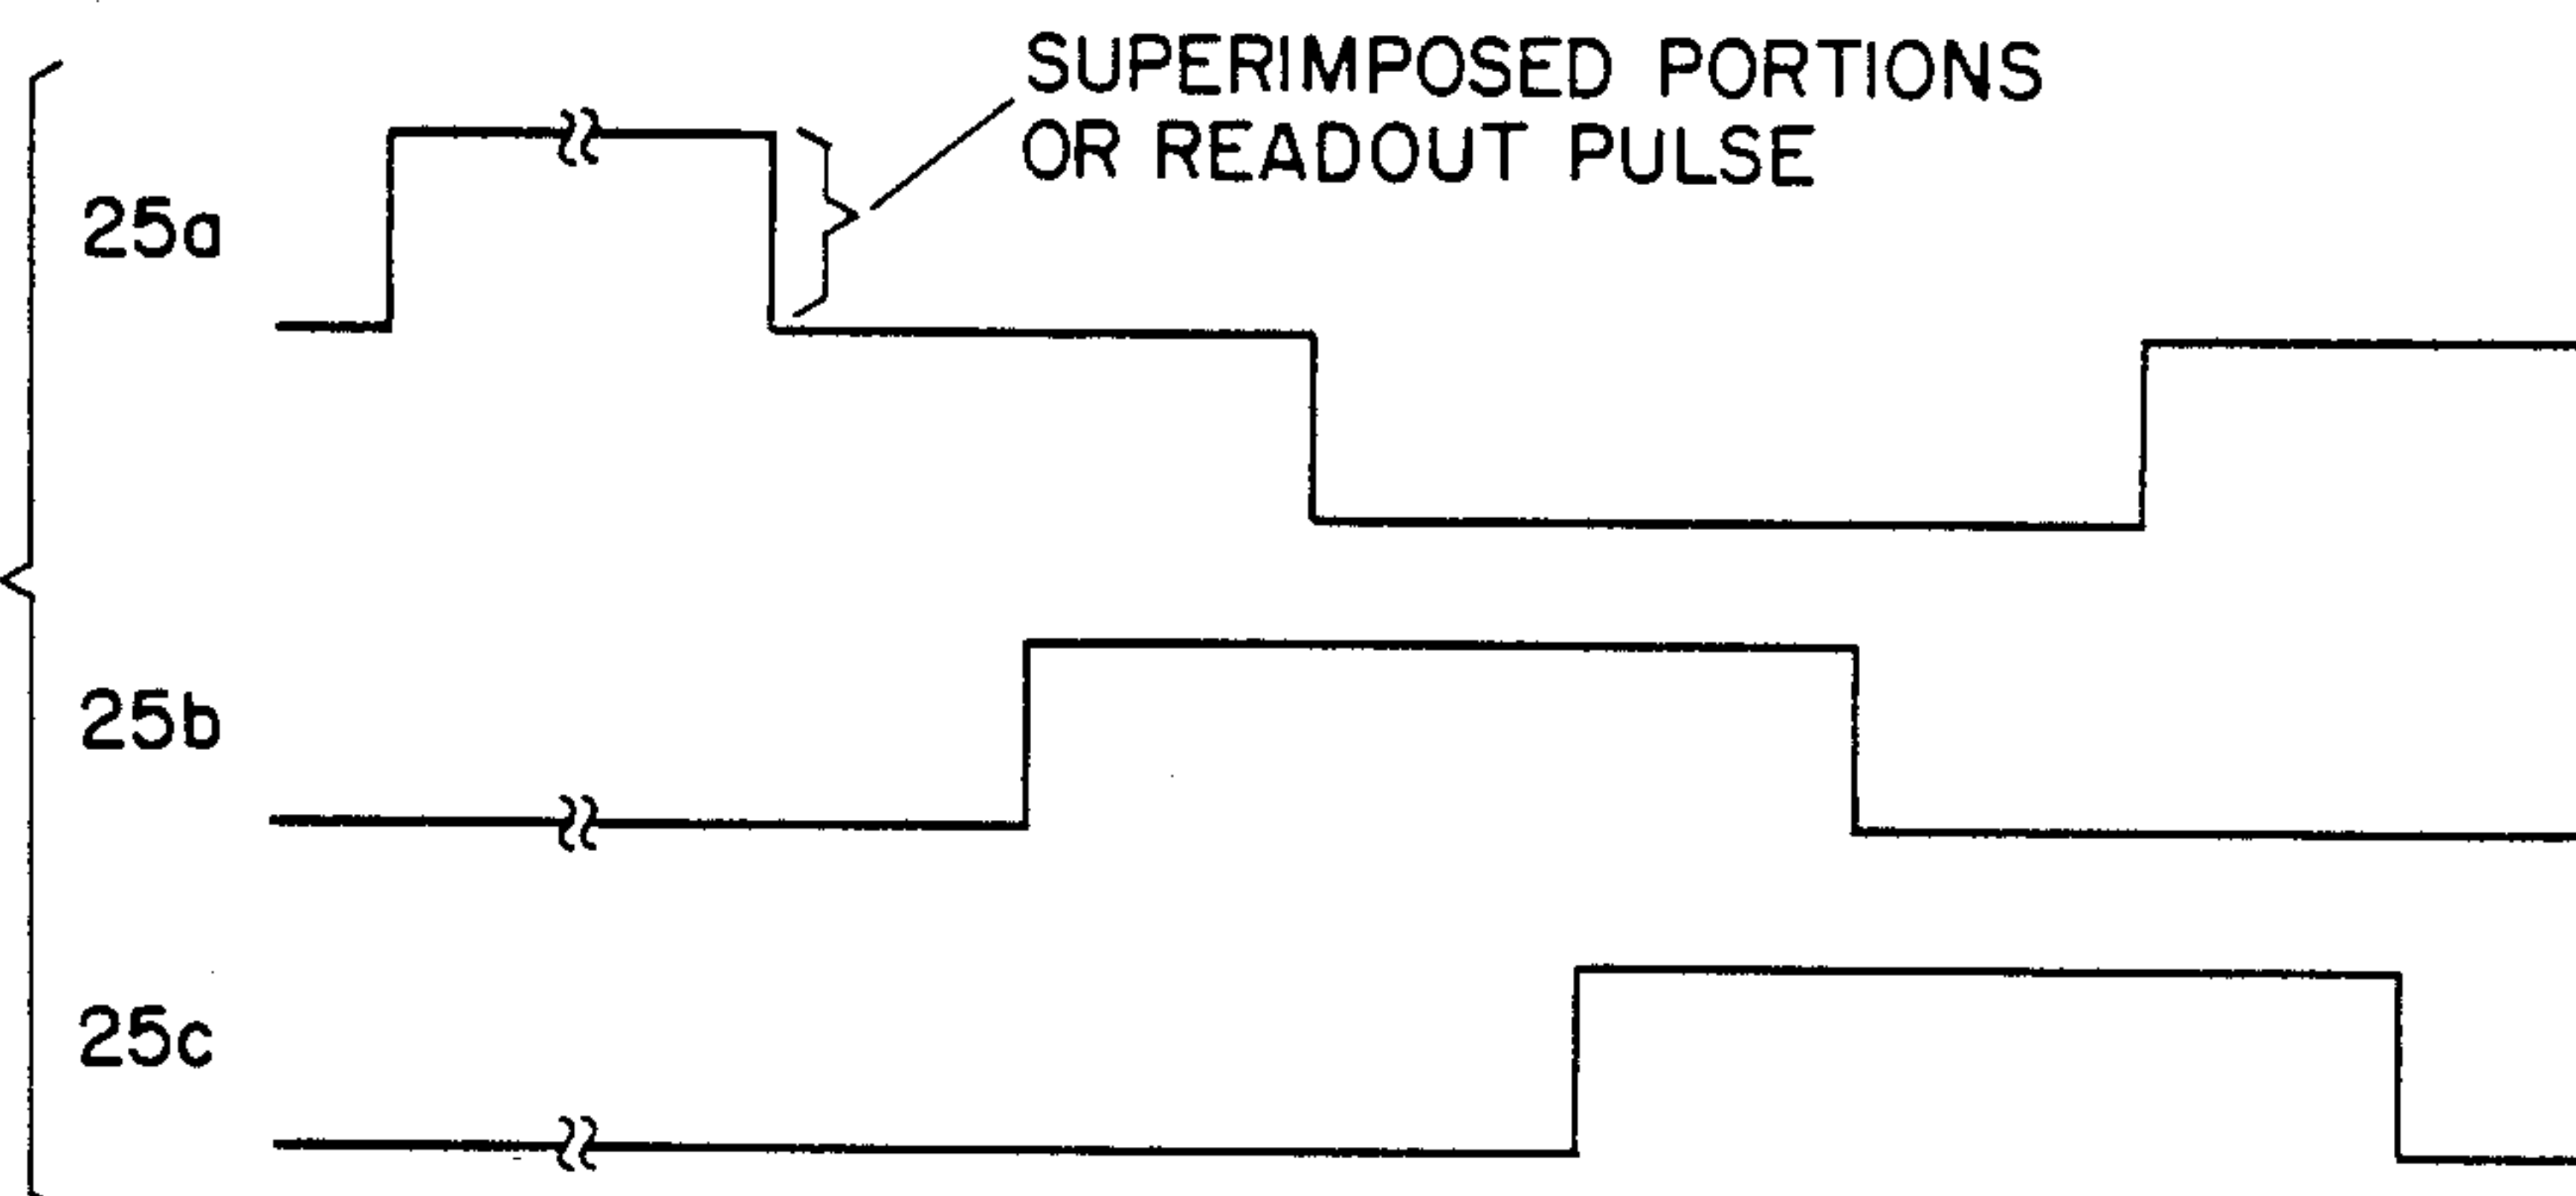 SUPERIMPOSED PORTIONS
OR READOUT PULSE
25a
25b
25c